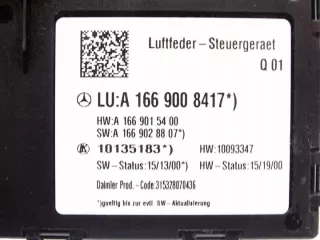 Luftfeder-Steuergeraet
Q 01
LU:A 166 900 8417*)
HW:A 166 901 54 00
SW:A 166 902 88 07*)
10135183*) HW:10093347
SW-Status:15/13/00*) HW-Status:15/19/00
Daimler Prod.-Code:315328070436
*)gueltig bis zur evtl. SW-Aktualisierung